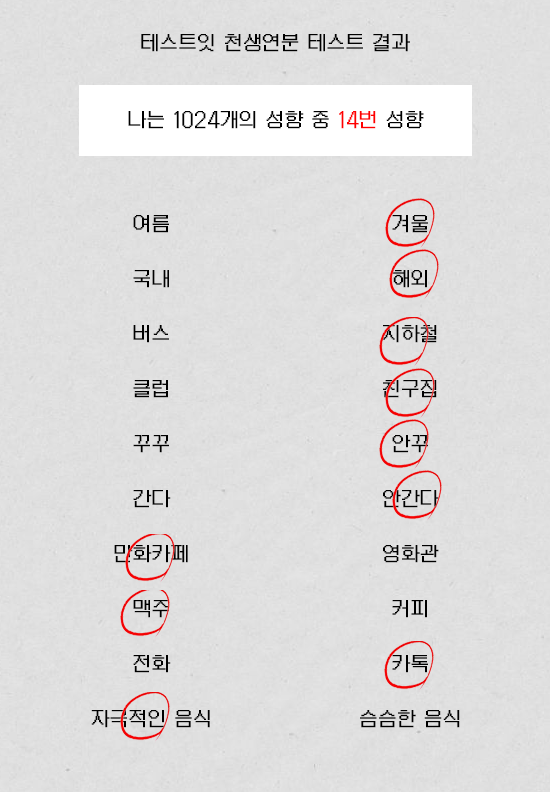 테스트잇 천생연분 테스트 결과
나는 1024개의 성향 중 14번 성향
여름 겨울
국내 해외
버스 지하철
클럽 친구집
꾸꾸 안꾸
간다 안간다
만화카페 영화관
맥주 커피
전화 카톡
자극적인 음식 슴슴한 음식